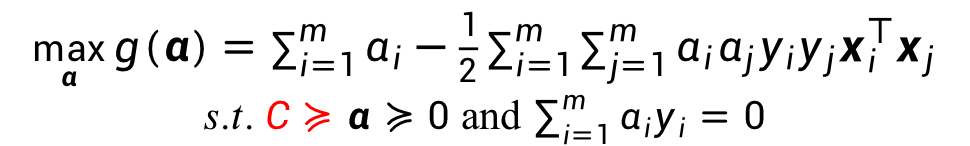 max_a g(a) = ∑_{i=1}^{m} a_i − 1/2 ∑_{i=1}^{m} ∑_{j=1}^{m} a_i a_j y_i y_j x_i^⊤ x_j
s.t. C ≽ a ≽ 0 and ∑_{i=1}^{m} a_i y_i = 0